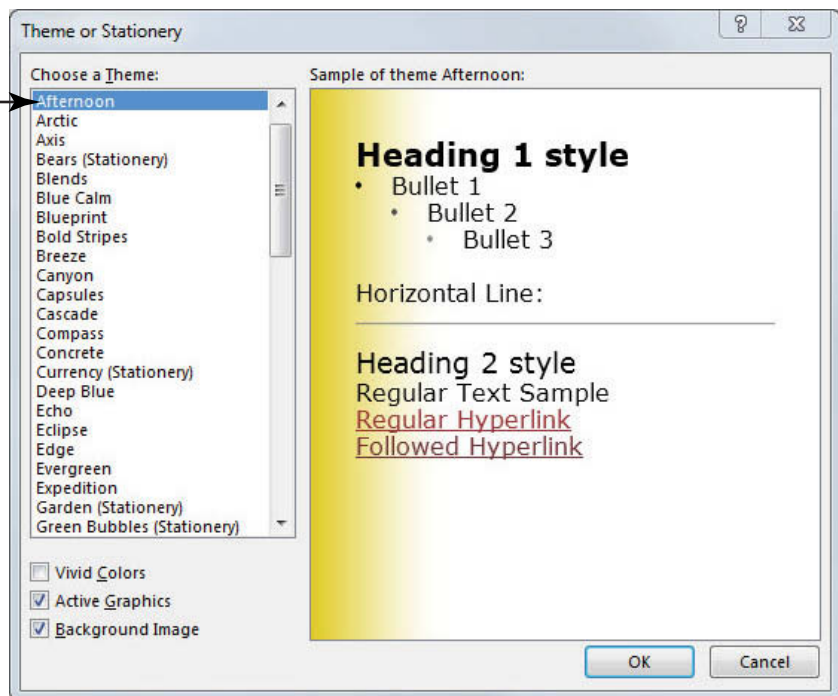 Theme or Stationery
Choose a Theme:
Afternoon
Arctic
Axis
Bears (Stationery)
Blends
Blue Calm
Blueprint
Bold Stripes
Breeze
Canyon
Capsules
Cascade
Compass
Concrete
Currency (Stationery)
Deep Blue
Echo
Eclipse
Edge
Evergreen
Expedition
Garden (Stationery)
Green Bubbles (Stationery)
Vivid Colors
Active Graphics
Background Image
Sample of theme Afternoon:
Heading 1 style
• Bullet 1
• Bullet 2
• Bullet 3
Horizontal Line:
Heading 2 style
Regular Text Sample
Regular Hyperlink
Followed Hyperlink
OK
Cancel